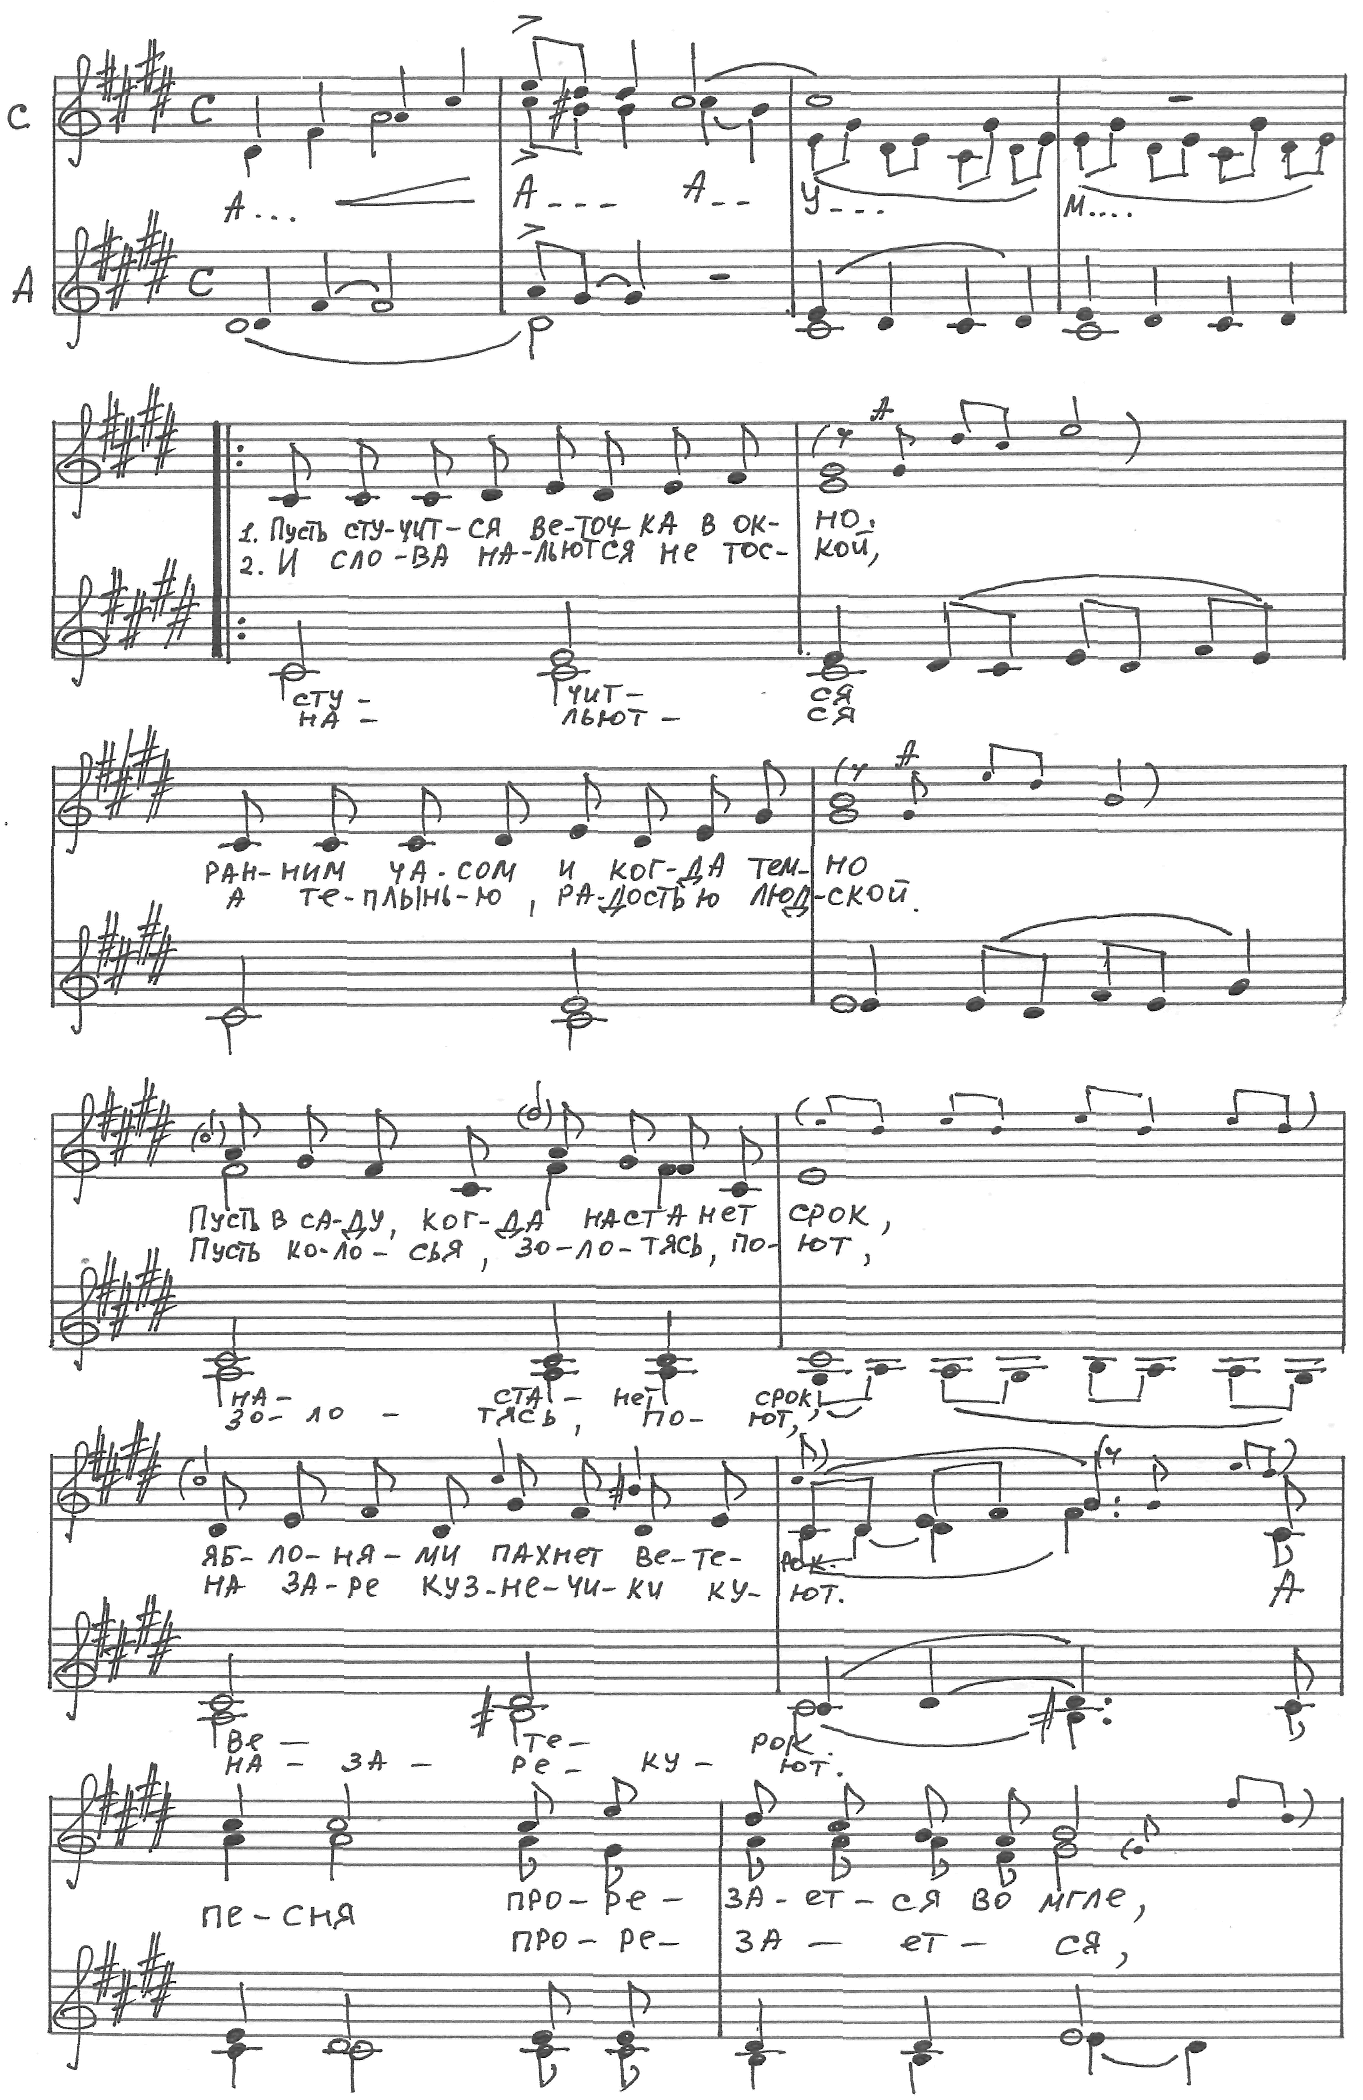 С
А... А--- А-- У--- М....
А
А
1. Пусть сту-чит-ся ве-точ-ка в ок- но.
2. И сло-ва на-льются не тос- кой,
сту- чит- ся
на- льют- ся
А
Ран-ним ча-сом и ког-да тем- но
А те-плынь-ю, ра-достью люд-ской.
Пусть в са-ду, ког-да настанет срок,
Пусть ко-ло-сья, зо-ло-тясь, по- ют,
на- ста- нет срок,
зо- ло- тясь, по- ют,
Яб-ло-ня-ми пахнет ве-те- рок.
На за-ре куз-не-чи-ки ку- ют. А
Ве- те- рок.
На- за- ре- ку- ют.
пе-сня про-ре- за-ет-ся во мгле,
про-ре- за- ет- ся,